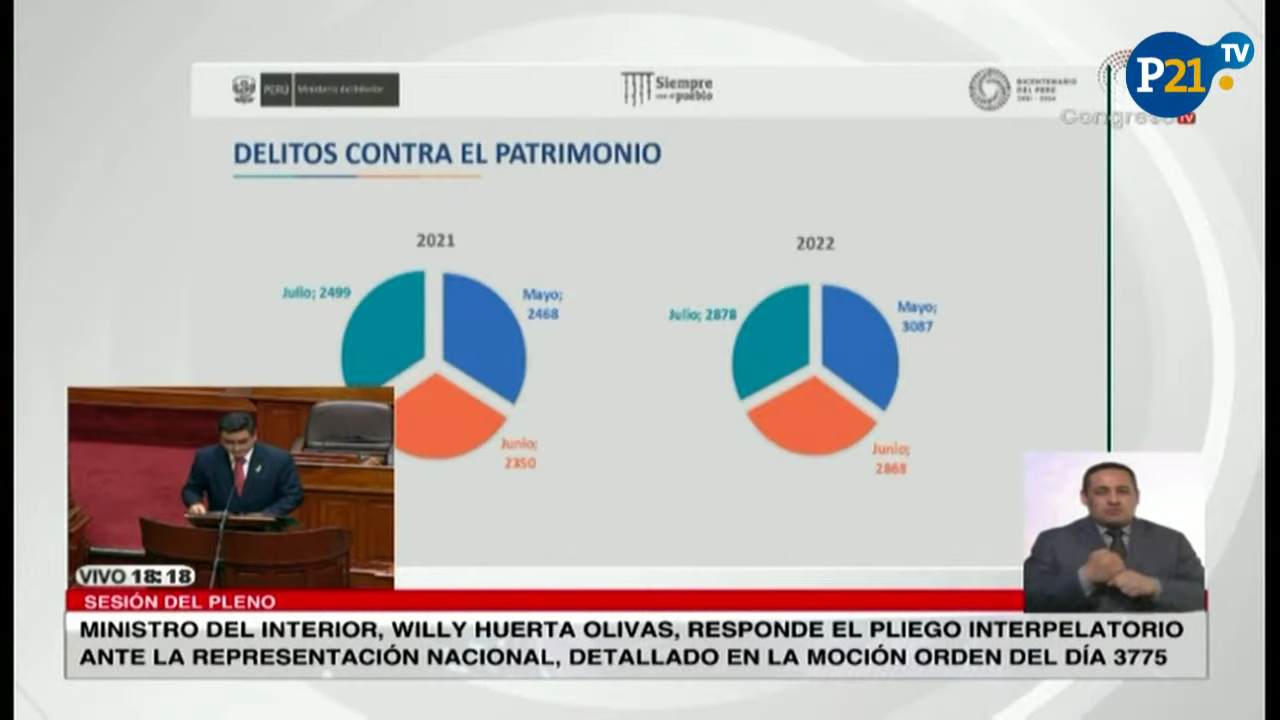 P21 TV
PERÚ Ministerio del Interior
Siempre
con el pueblo
BICENTENARIO
DEL PERÚ
2021 - 2024
Congreso TV
DELITOS CONTRA EL PATRIMONIO
2021
2022
Julio; 2499
Mayo;
2468
Junio;
2350
Julio; 2878
Mayo;
3087
Junio;
2868
VIVO 18:18
SESIÓN DEL PLENO
MINISTRO DEL INTERIOR, WILLY HUERTA OLIVAS, RESPONDE EL PLIEGO INTERPELATORIO
ANTE LA REPRESENTACIÓN NACIONAL, DETALLADO EN LA MOCIÓN ORDEN DEL DÍA 3775